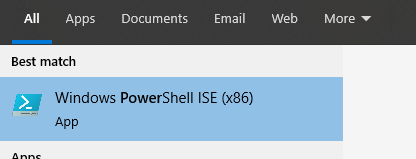 All Apps Documents Email Web More
Best match
Windows PowerShell ISE (x86)
App
Apps